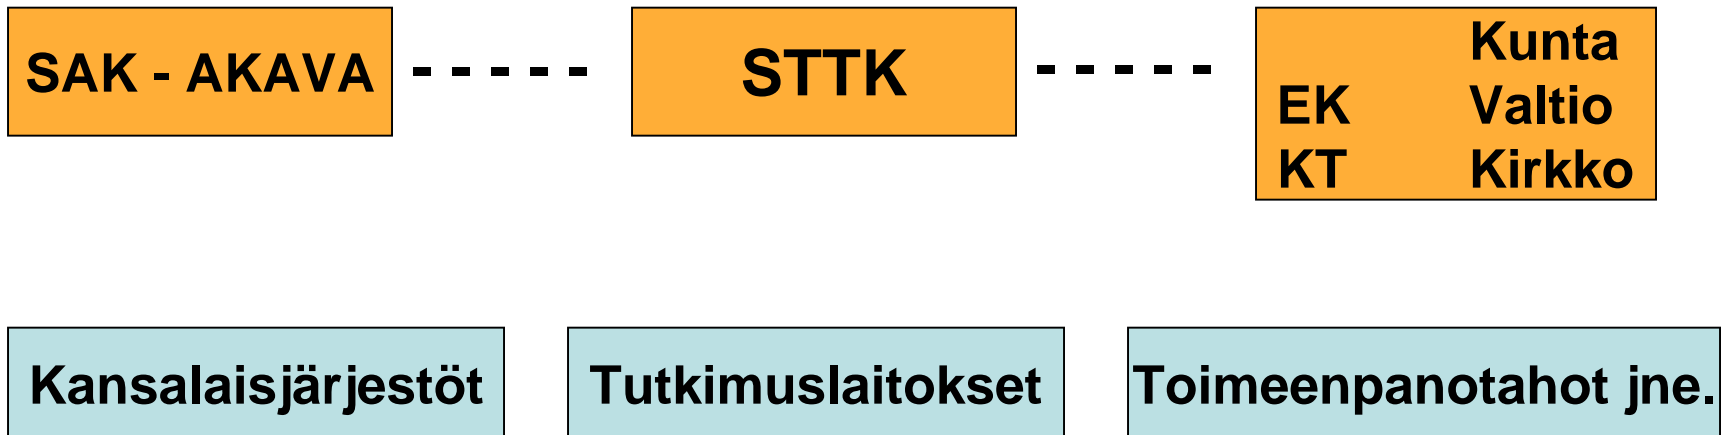 SAK - AKAVA
STTK
Kunta
EK Valtio
KT Kirkko
Kansalaisjärjestöt
Tutkimuslaitokset
Toimeenpanotahot jne.